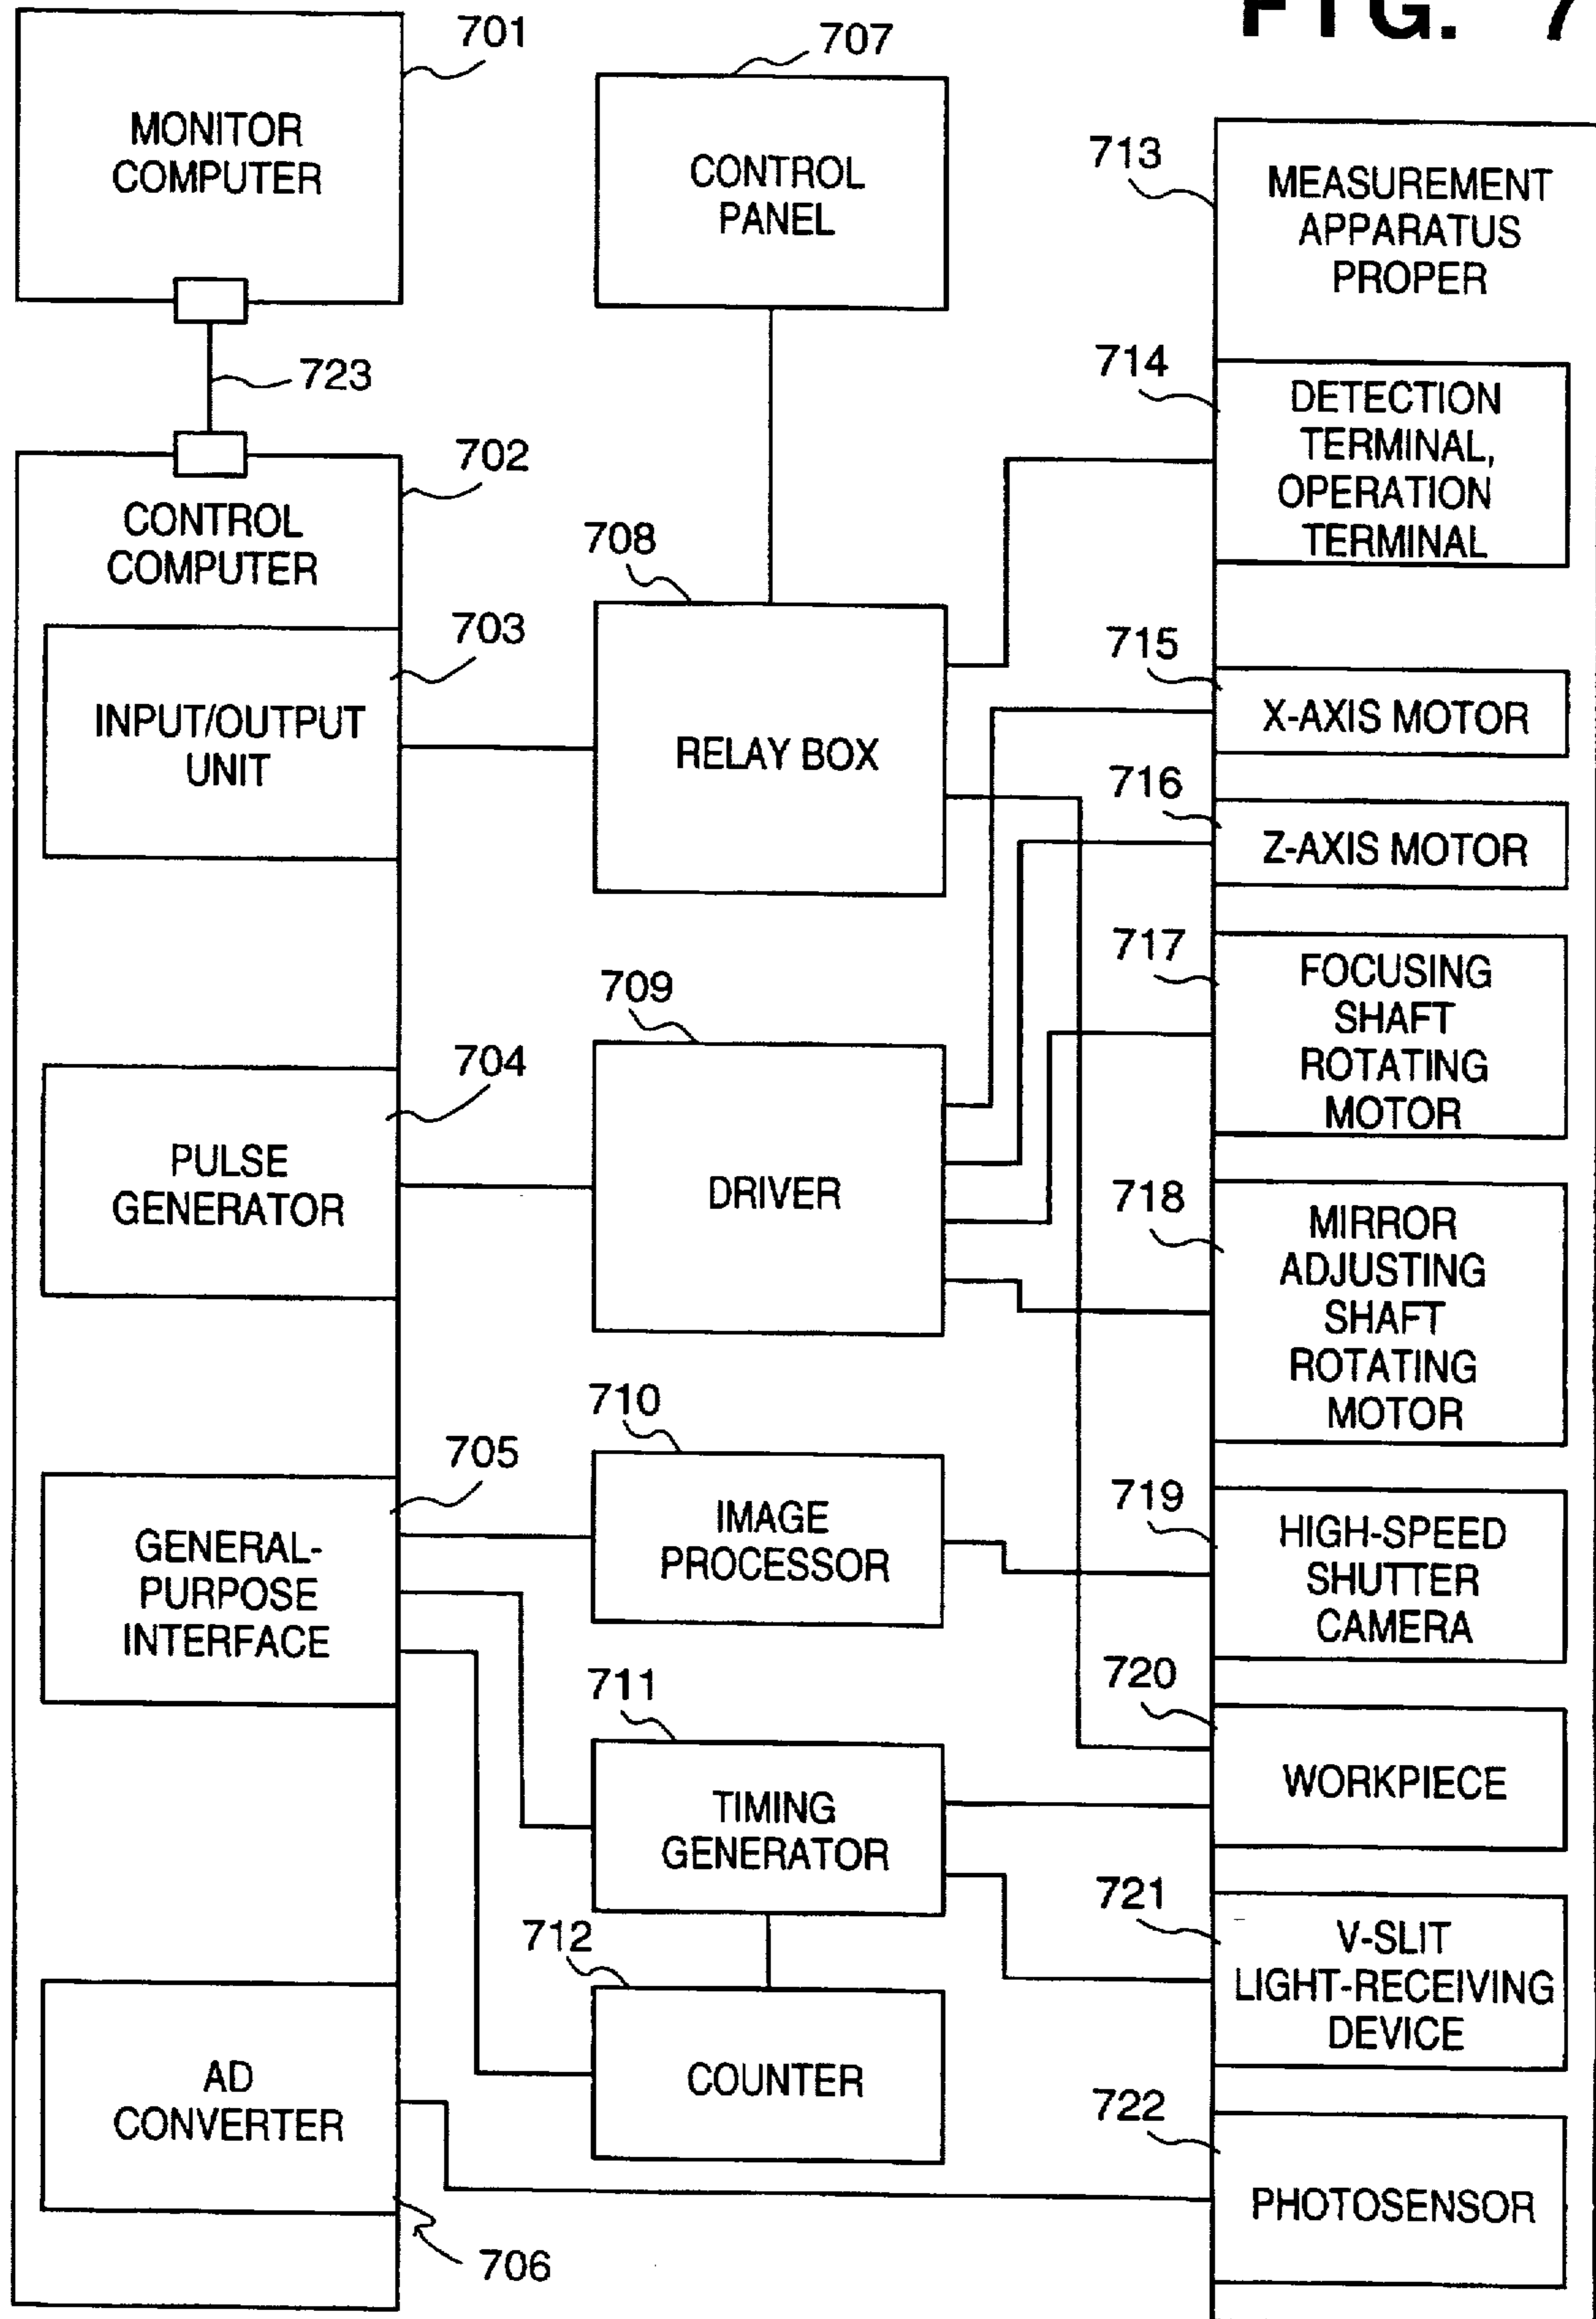 FIG. 7
701
MONITOR
COMPUTER
723
702
CONTROL
COMPUTER
703
INPUT/OUTPUT
UNIT
704
PULSE
GENERATOR
705
GENERAL-
PURPOSE
INTERFACE
AD
CONVERTER
706
707
CONTROL
PANEL
708
RELAY BOX
709
DRIVER
710
IMAGE
PROCESSOR
711
TIMING
GENERATOR
712
COUNTER
713
MEASUREMENT
APPARATUS
PROPER
714
DETECTION
TERMINAL,
OPERATION
TERMINAL
715
X-AXIS MOTOR
716
Z-AXIS MOTOR
717
FOCUSING
SHAFT
ROTATING
MOTOR
718
MIRROR
ADJUSTING
SHAFT
ROTATING
MOTOR
719
HIGH-SPEED
SHUTTER
CAMERA
720
WORKPIECE
721
V-SLIT
LIGHT-RECEIVING
DEVICE
722
PHOTOSENSOR